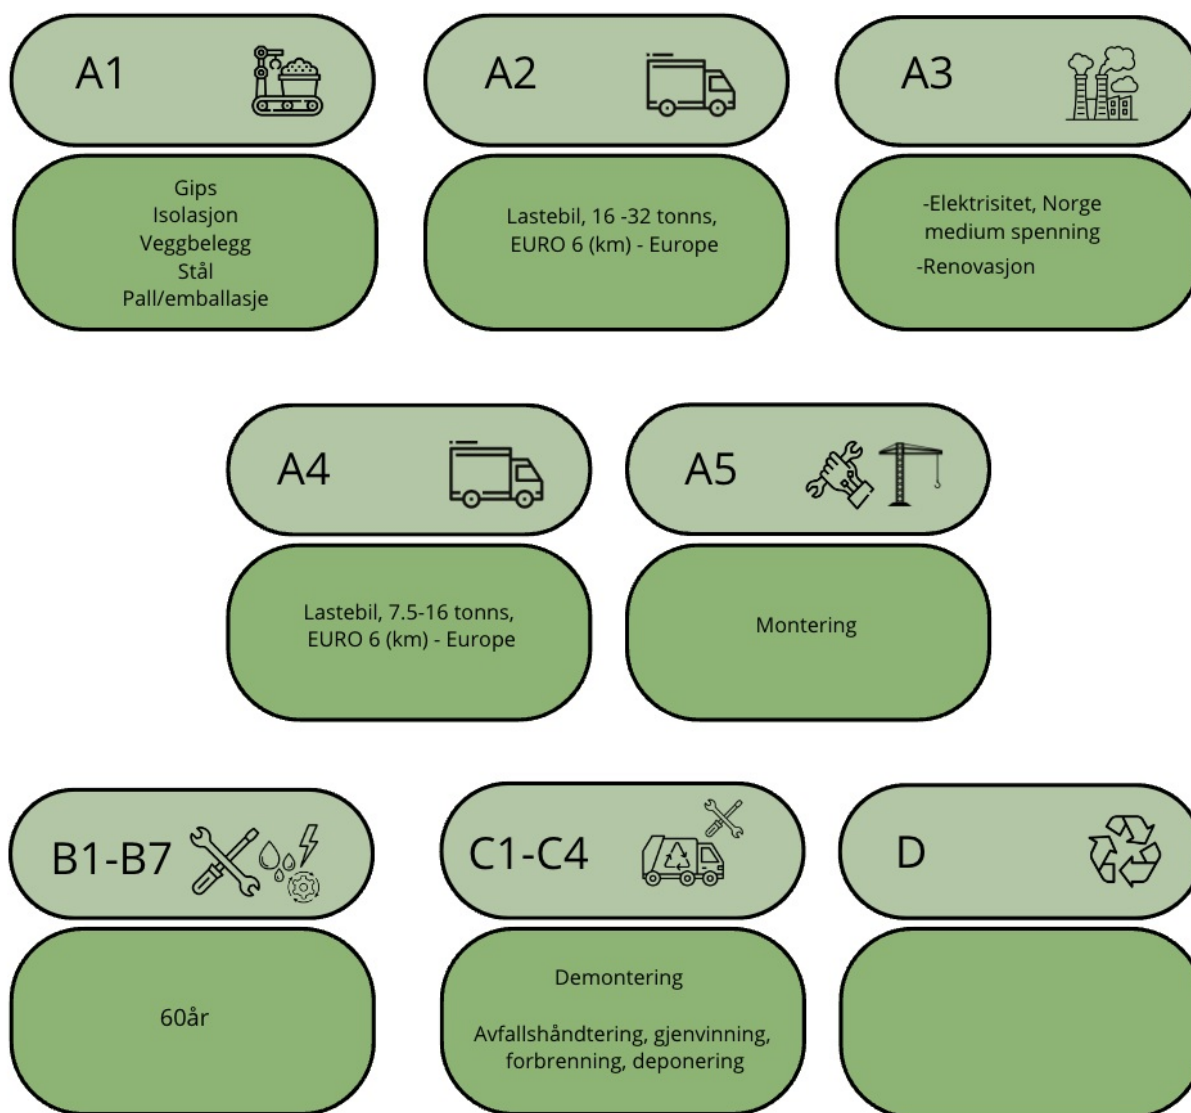 A1
A2
A3
Gips
Isolasjon
Veggbelegg
Stål
Pall/emballasje
Lastebil, 16 -32 tonns,
EURO 6 (km) - Europe
-Elektrisitet, Norge
medium spenning
-Renovasjon
A4
A5
Lastebil, 7.5-16 tonns,
EURO 6 (km) - Europe
Montering
B1-B7
C1-C4
D
60år
Demontering
Avfallshåndtering, gjenvinning,
forbrenning, deponering